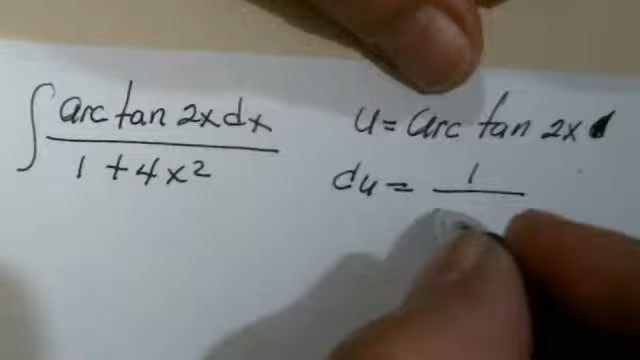 ∫ arc tan 2x dx / 1 + 4x² 
u = arc tan 2x
du = 1 /